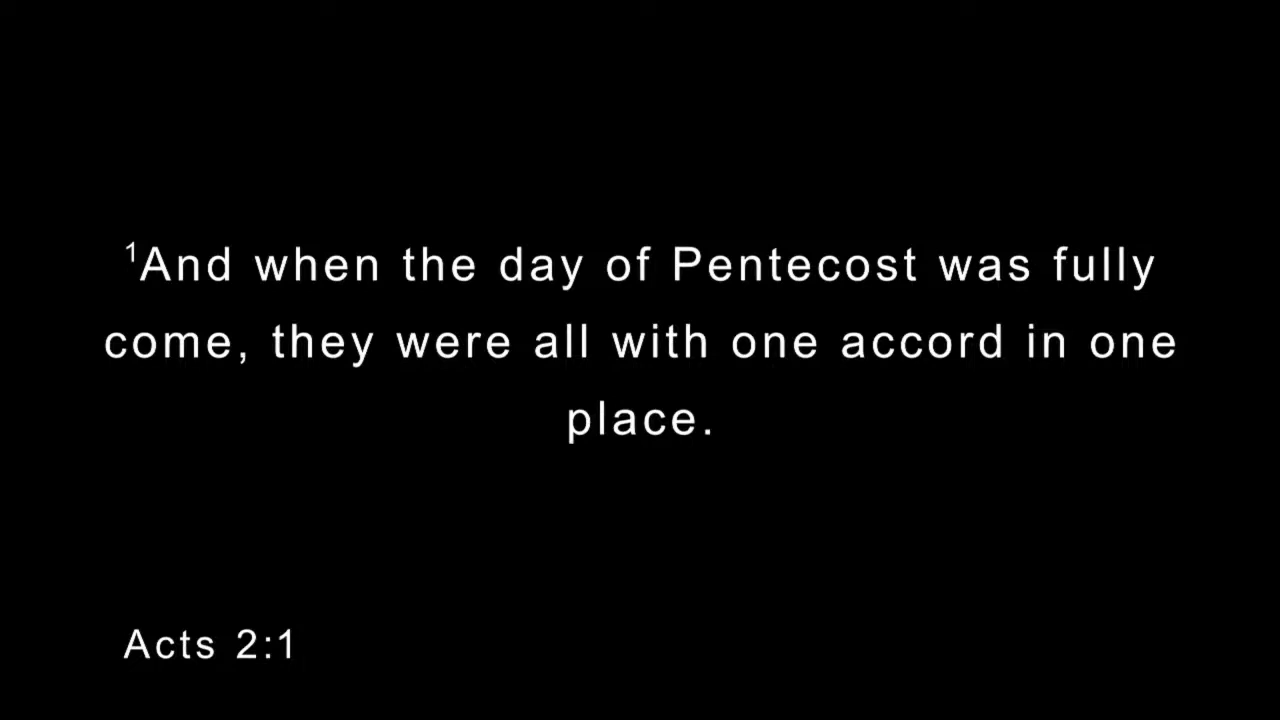 ¹And when the day of Pentecost was fully
come, they were all with one accord in one
place.
Acts 2:1